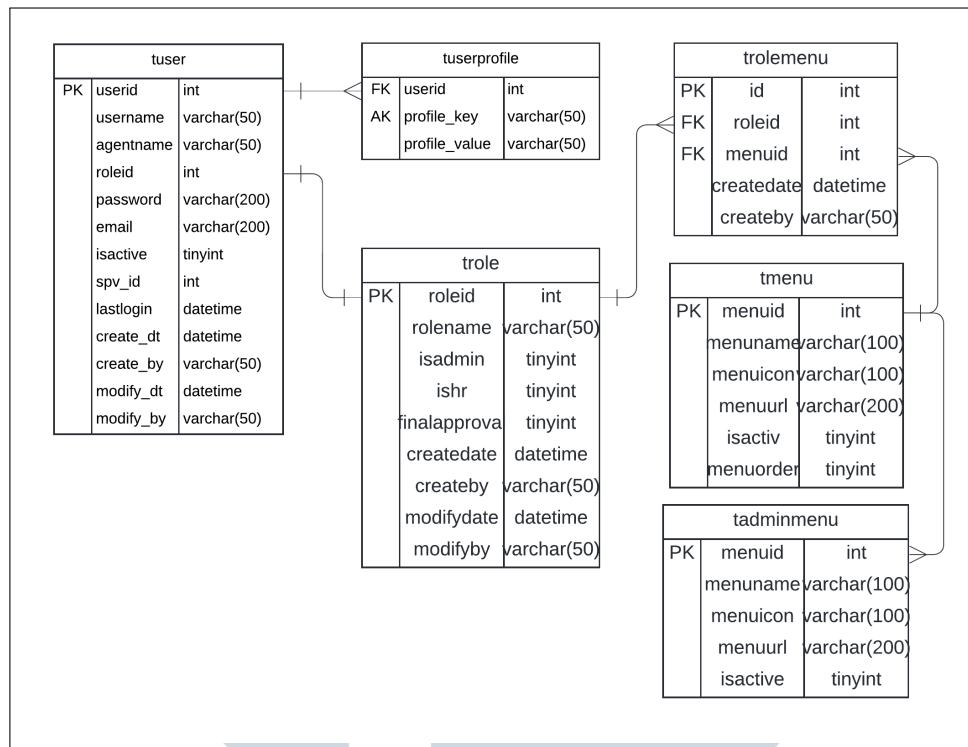 tuser
PK userid int
username varchar(50)
agentname varchar(50)
roleid int
password varchar(200)
email varchar(200)
isactive tinyint
spv_id int
lastlogin datetime
create_dt datetime
create_by varchar(50)
modify_dt datetime
modify_by varchar(50)
tuserprofile
FK userid int
AK profile_key varchar(50)
profile_value varchar(50)
trole
PK roleid int
rolename varchar(50)
isadmin tinyint
ishr tinyint
finalapprova tinyint
createdate datetime
createby varchar(50)
modifydate datetime
modifyby varchar(50)
trolemenu
PK id int
FK roleid int
FK menuid int
createdate datetime
createby varchar(50)
tmenu
PK menuid int
menuname varchar(100)
menuicon varchar(100)
menuurl varchar(200)
isactiv tinyint
menuorder tinyint
tadminmenu
PK menuid int
menuname varchar(100)
menuicon varchar(100)
menuurl varchar(200)
isactive tinyint